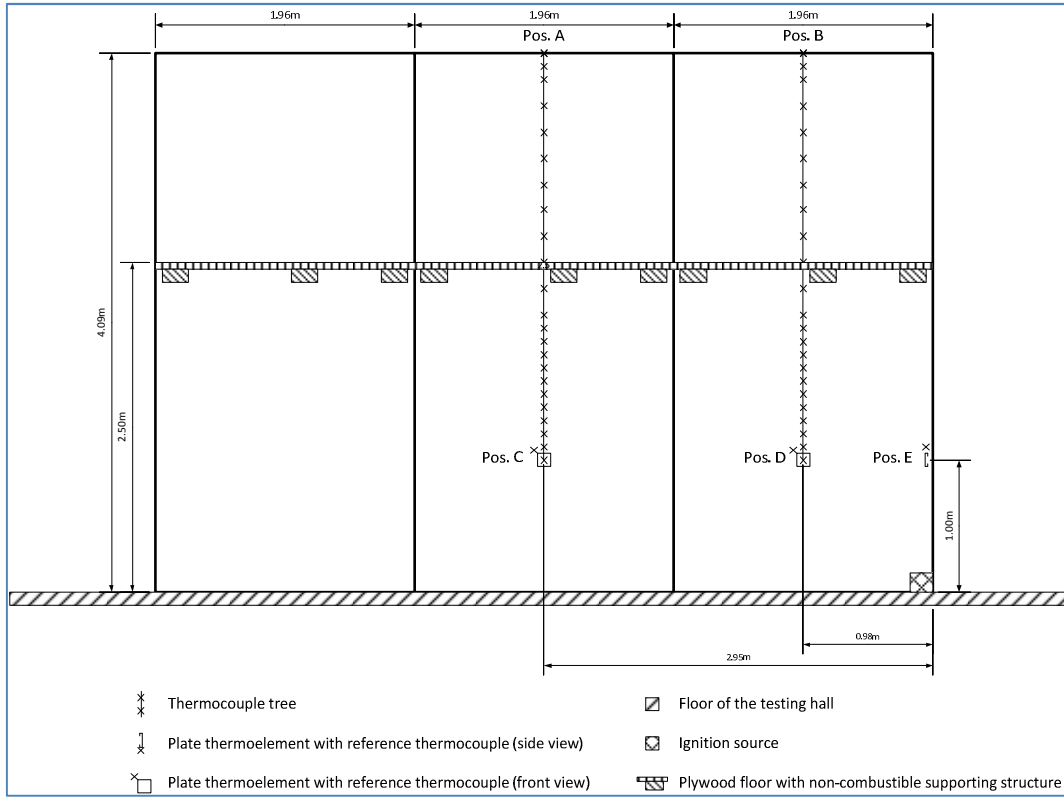 1.96m 1.96m 1.96m
Pos. A Pos. B
4.09m
2.50m
Pos. C Pos. D Pos. E
1.00m
0.98m
2.95m
Thermocouple tree
Plate thermoelement with reference thermocouple (side view)
Plate thermoelement with reference thermocouple (front view)
Floor of the testing hall
Ignition source
Plywood floor with non-combustible supporting structure